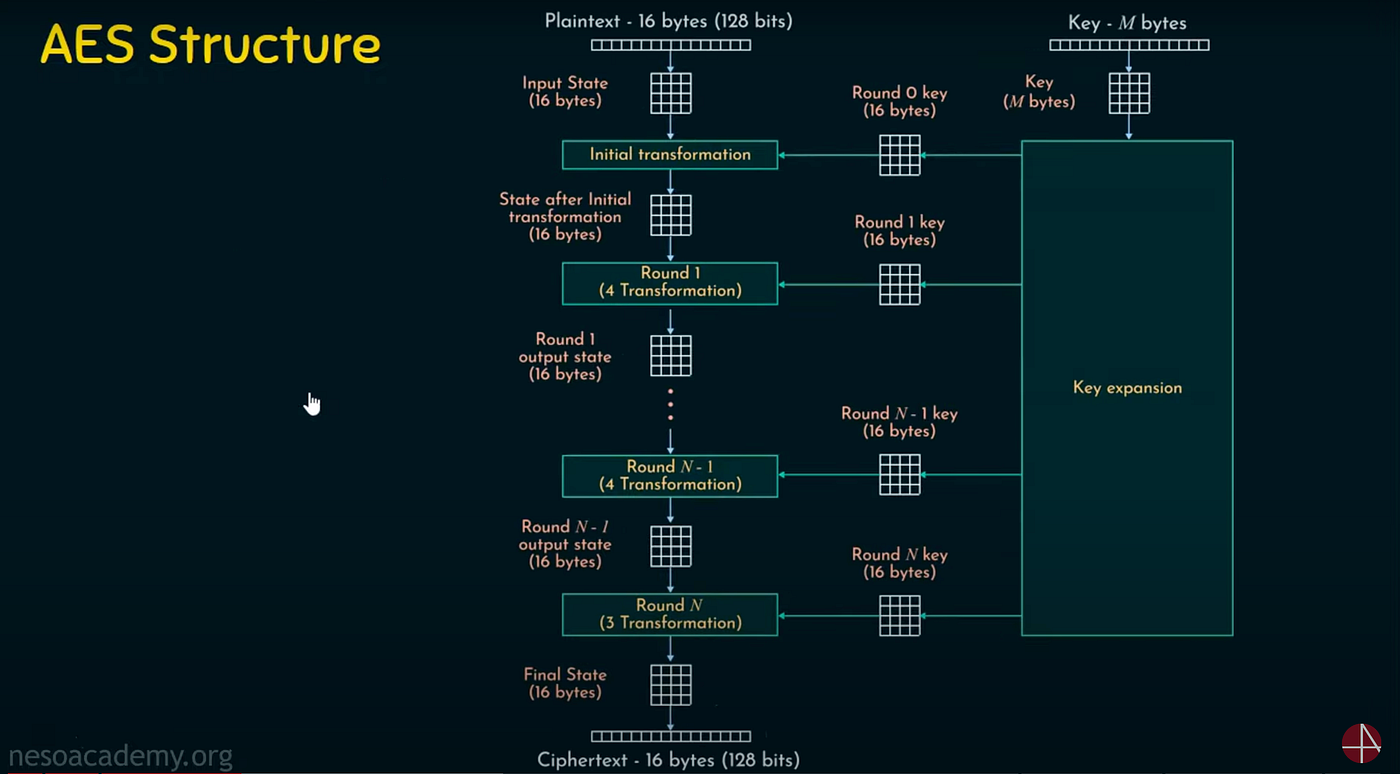 AES Structure
Plaintext - 16 bytes (128 bits)
Key - M bytes
Input State
(16 bytes)
Key
(M bytes)
Round 0 key
(16 bytes)
Initial transformation
State after Initial
transformation
(16 bytes)
Round 1 key
(16 bytes)
Round 1
(4 Transformation)
Round 1
output state
(16 bytes)
Key expansion
Round N - 1 key
(16 bytes)
Round N - 1
(4 Transformation)
Round N - 1
output state
(16 bytes)
Round N key
(16 bytes)
Round N
(3 Transformation)
Final State
(16 bytes)
Ciphertext - 16 bytes (128 bits)
nesoacademy.org